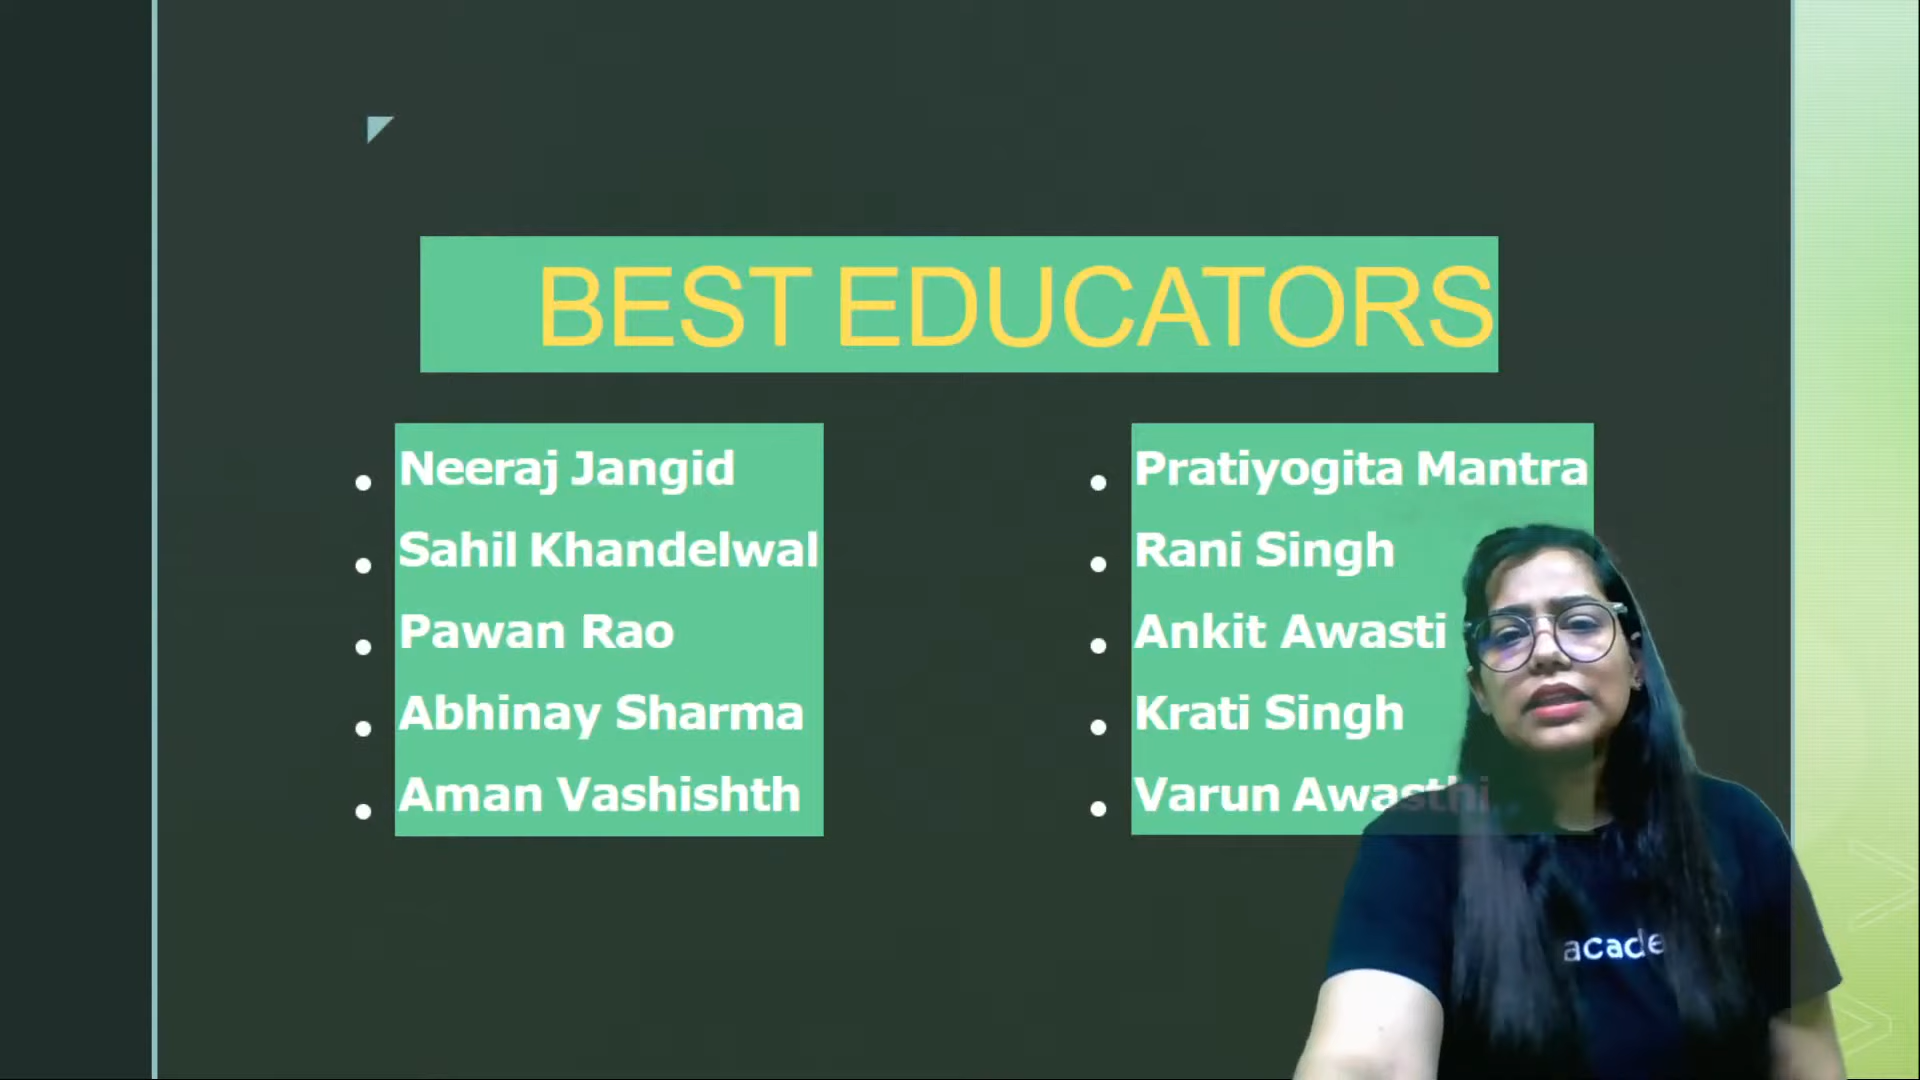 BEST EDUCATORS
Neeraj Jangid
Sahil Khandelwal
Pawan Rao
Abhinay Sharma
Aman Vashishth
Pratiyogita Mantra
Rani Singh
Ankit Awasti
Krati Singh
Varun Awasthi
acade